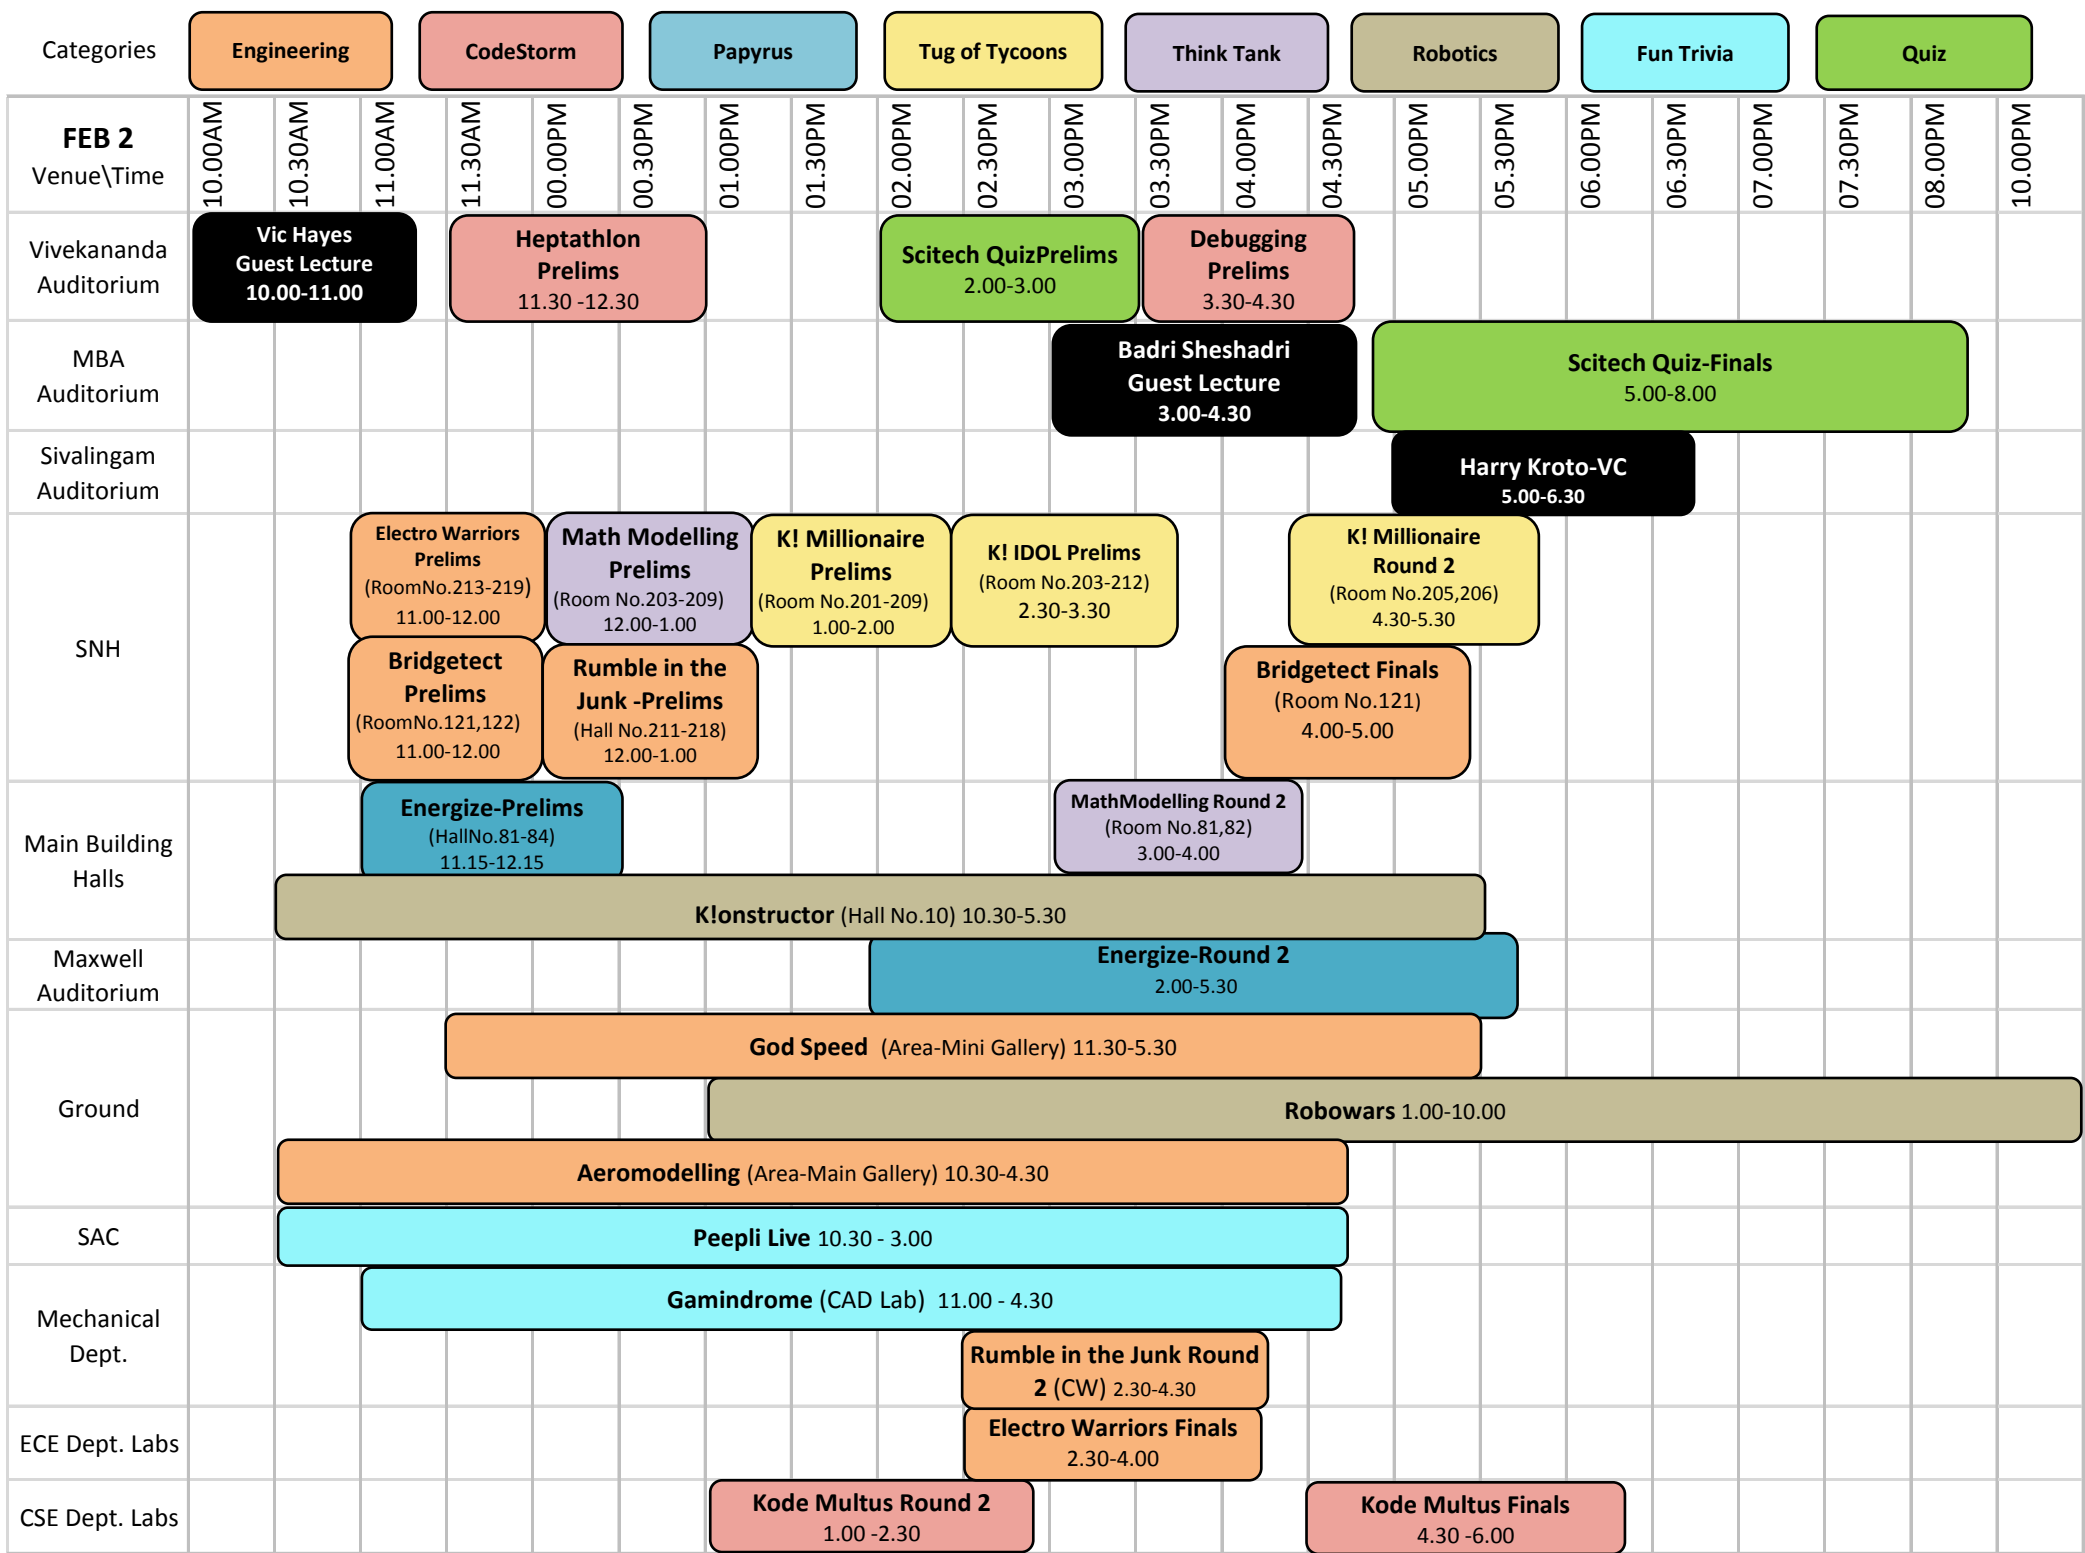 Categories
Engineering
CodeStorm
Papyrus
Tug of Tycoons
Think Tank
Robotics
Fun Trivia
Quiz
FEB 2
Venue\Time
10.00AM
10.30AM
11.00AM
11.30AM
00.00PM
00.30PM
01.00PM
01.30PM
02.00PM
02.30PM
03.00PM
03.30PM
04.00PM
04.30PM
05.00PM
05.30PM
06.00PM
06.30PM
07.00PM
07.30PM
08.00PM
10.00PM
Vivekananda
Auditorium
Vic Hayes
Guest Lecture
10.00-11.00
Heptathlon
Prelims
11.30 -12.30
Scitech QuizPrelims
2.00-3.00
Debugging
Prelims
3.30-4.30
MBA
Auditorium
Badri Sheshadri
Guest Lecture
3.00-4.30
Scitech Quiz-Finals
5.00-8.00
Sivalingam
Auditorium
Harry Kroto-VC
5.00-6.30
SNH
Electro Warriors
Prelims
(RoomNo.213-219)
11.00-12.00
Math Modelling
Prelims
(Room No.203-209)
12.00-1.00
K! Millionaire
Prelims
(Room No.201-209)
1.00-2.00
K! IDOL Prelims
(Room No.203-212)
2.30-3.30
K! Millionaire
Round 2
(Room No.205,206)
4.30-5.30
Bridgetect
Prelims
(RoomNo.121,122)
11.00-12.00
Rumble in the
Junk -Prelims
(Hall No.211-218)
12.00-1.00
Bridgetect Finals
(Room No.121)
4.00-5.00
Main Building
Halls
Energize-Prelims
(HallNo.81-84)
11.15-12.15
MathModelling Round 2
(Room No.81,82)
3.00-4.00
K!onstructor (Hall No.10) 10.30-5.30
Maxwell
Auditorium
Energize-Round 2
2.00-5.30
Ground
God Speed (Area-Mini Gallery) 11.30-5.30
Robowars 1.00-10.00
Aeromodelling (Area-Main Gallery) 10.30-4.30
SAC
Peepli Live 10.30 - 3.00
Mechanical
Dept.
Gamindrome (CAD Lab) 11.00 - 4.30
Rumble in the Junk Round
2 (CW) 2.30-4.30
ECE Dept. Labs
Electro Warriors Finals
2.30-4.00
CSE Dept. Labs
Kode Multus Round 2
1.00 -2.30
Kode Multus Finals
4.30 -6.00